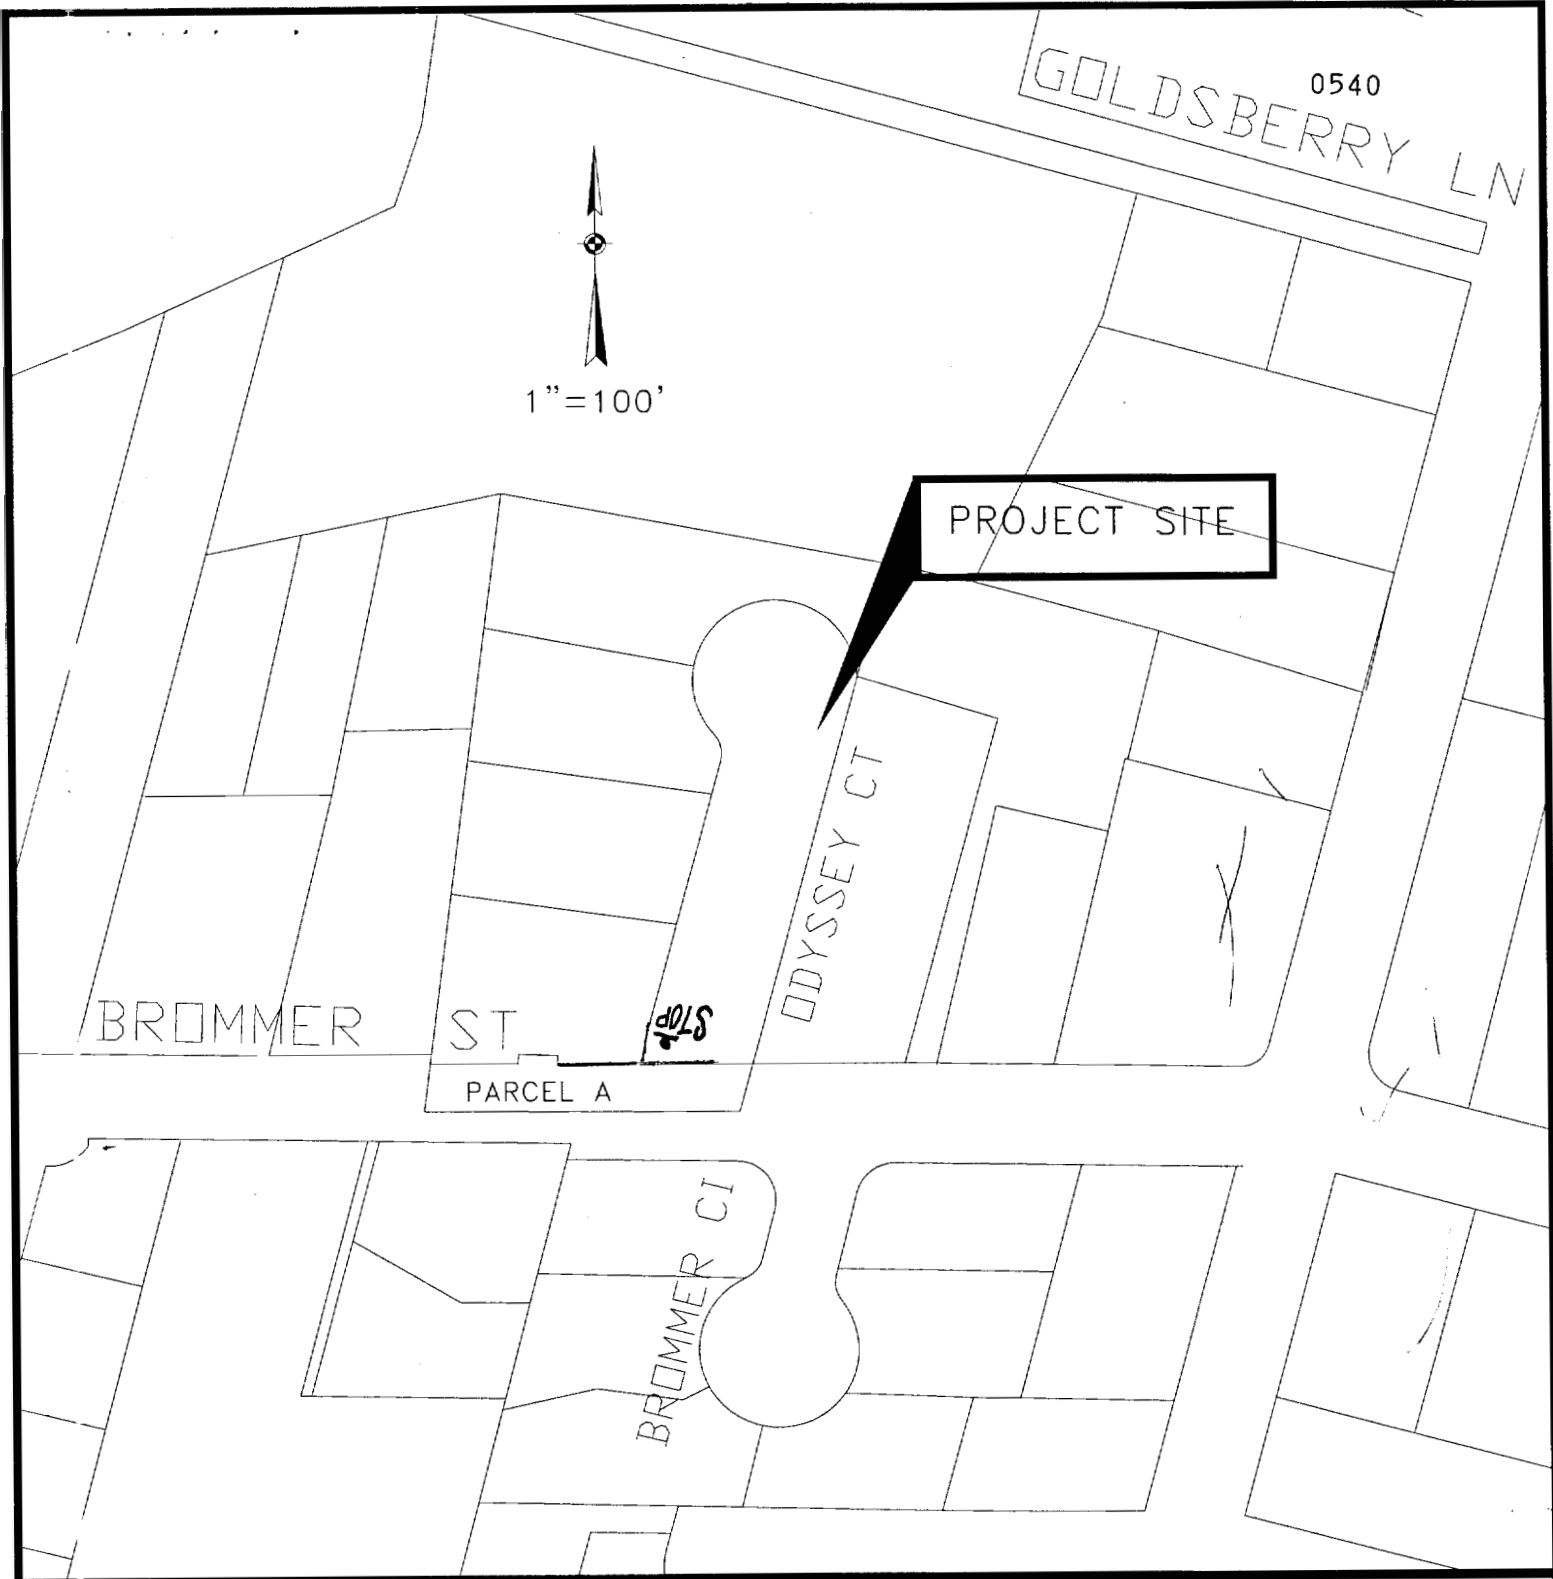 GOLDSBERRY LN
0540
1"=100'
PROJECT SITE
ODYSSEY CT
BROMMER ST
STOP
PARCEL A
BROMMER CI